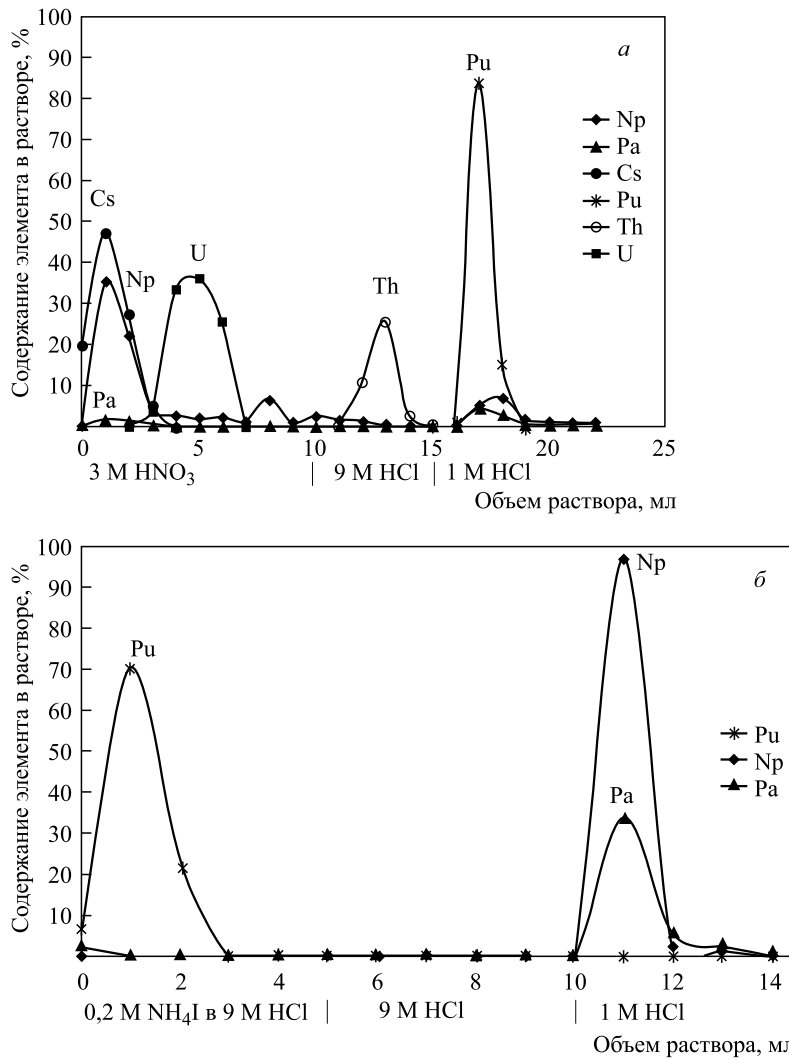 Содержание элемента в растворе, %
100
90
80
70
60
50
40
30
20
10
а
Pu
Np
Pa
Cs
Pu
Th
U
Cs
Np
U
Th
Pa
0 5 10 15 20 25
3 М HNO₃ | 9 М HCl | 1 М HCl
Объем раствора, мл
Содержание элемента в растворе, %
100
90
80
70
60
50
40
30
20
10
б
Np
Pu
Pu
Np
Pa
Pa
0 2 4 6 8 10 12 14
0,2 М NH₄I в 9 М HCl | 9 М HCl | 1 М HCl
Объем раствора, мл